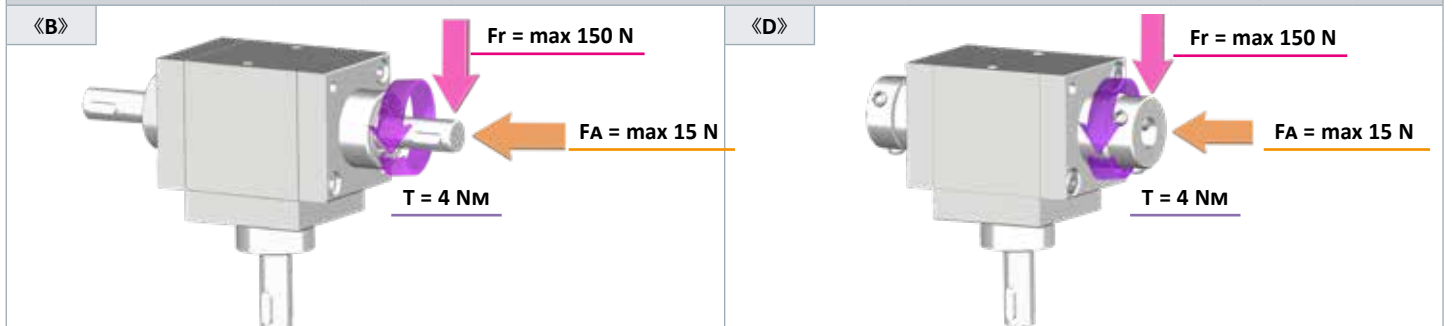 《B》
Fr = max 150 N
FA = max 15 N
T = 4 NM
《D》
Fr = max 150 N
FA = max 15 N
T = 4 NM